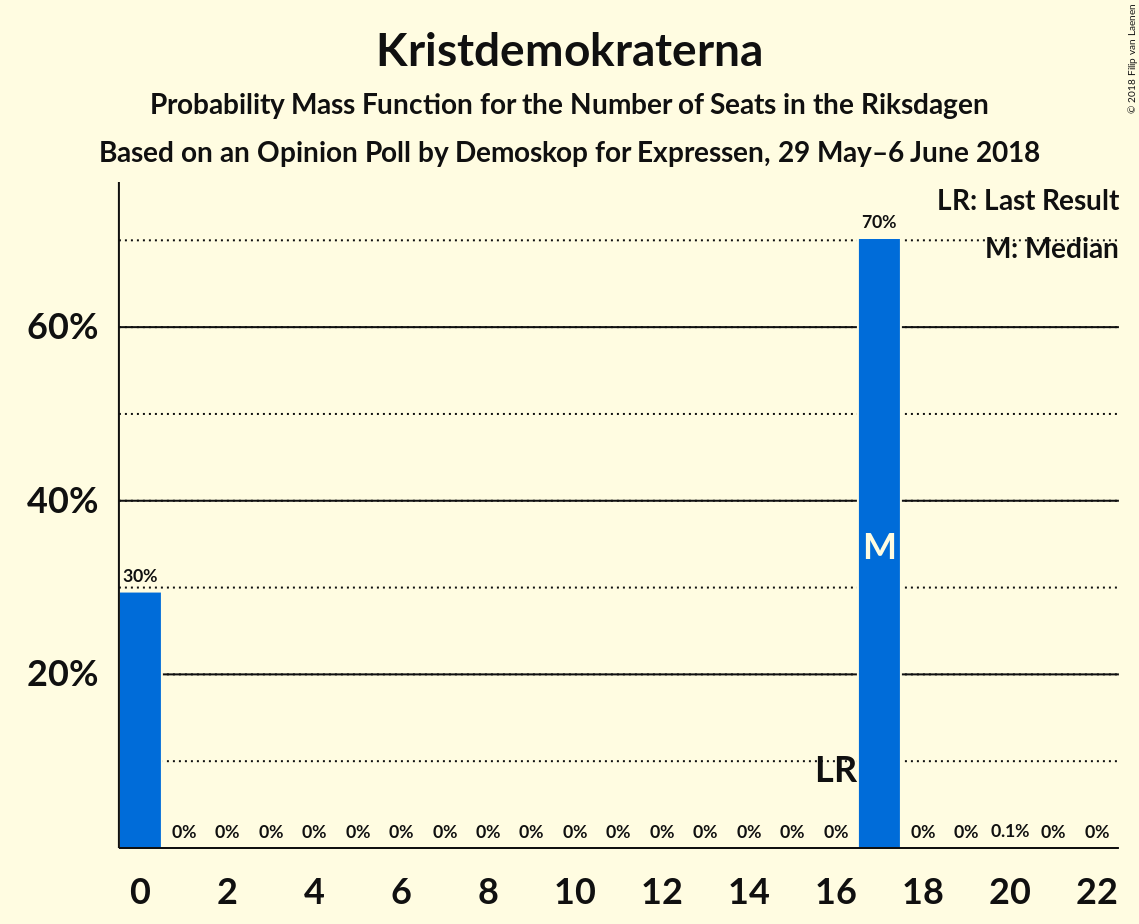 Kristdemokraterna
Probability Mass Function for the Number of Seats in the Riksdagen
Based on an Opinion Poll by Demoskop for Expressen, 29 May–6 June 2018
© 2018 Filip van Laenen
LR: Last Result
M: Median
70%
60%
40%
M
30%
20%
LR
0% 0% 0% 0% 0% 0% 0% 0% 0% 0% 0% 0% 0% 0% 0% 0% 0% 0% 0.1% 0% 0%
0 2 4 6 8 10 12 14 16 18 20 22